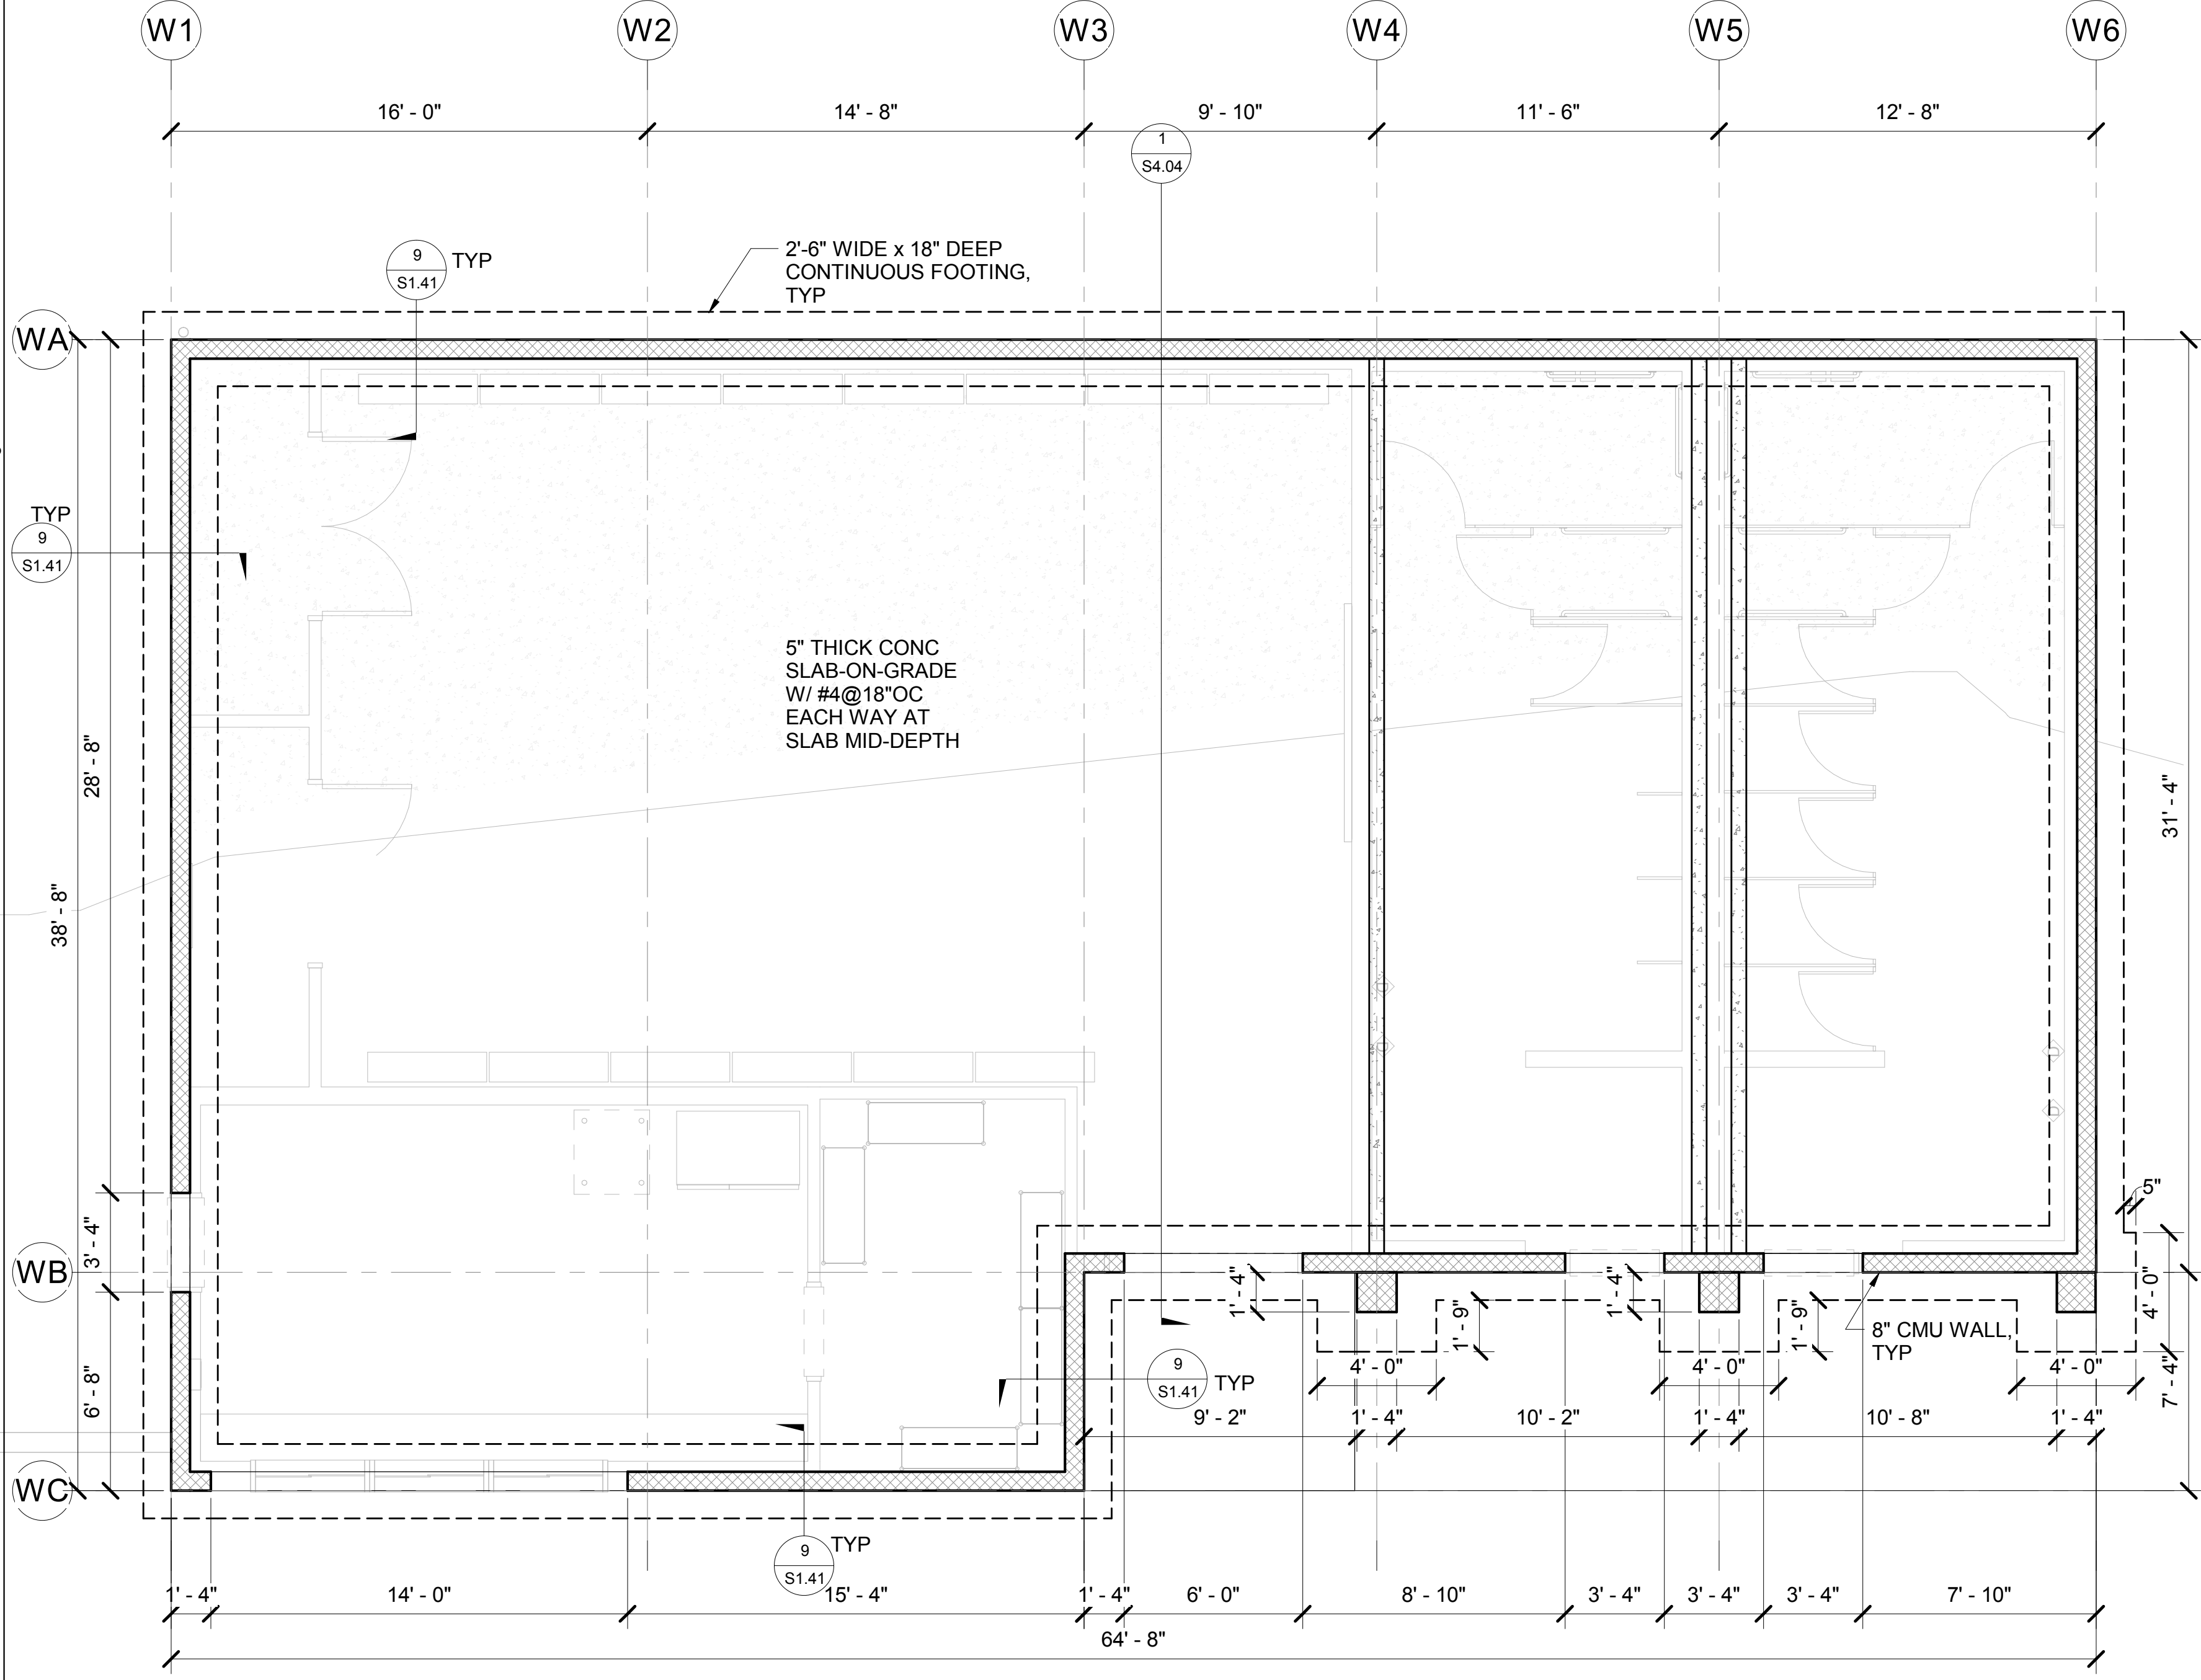 W1
W2
W3
W4
W5
W6
16' - 0"
14' - 8"
9' - 10"
11' - 6"
12' - 8"
1
S4.04
9
S1.41
TYP
2'-6" WIDE x 18" DEEP
CONTINUOUS FOOTING,
TYP
WA
TYP
9
S1.41
5" THICK CONC
SLAB-ON-GRADE
W/ #4@18"OC
EACH WAY AT
SLAB MID-DEPTH
28' - 8"
38' - 8"
31' - 4"
3' - 4"
WB
6' - 8"
WC
5"
4' - 0"
7' - 4"
1' - 4"
1' - 9"
1' - 4"
1' - 9"
8" CMU WALL,
TYP
4' - 0"
4' - 0"
4' - 0"
9
S1.41
TYP
9' - 2"
1' - 4"
10' - 2"
1' - 4"
10' - 8"
1' - 4"
9
S1.41
TYP
1' - 4"
14' - 0"
15' - 4"
1' - 4"
6' - 0"
8' - 10"
3' - 4"
3' - 4"
3' - 4"
7' - 10"
64' - 8"